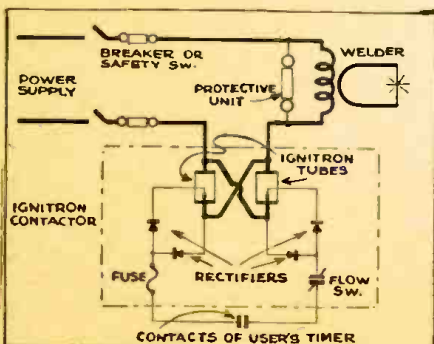 BREAKER OR
SAFETY SW.
WELDER
POWER
SUPPLY
PROTECTIVE
UNIT
IGNITRON
TUBES
IGNITRON
CONTACTOR
RECTIFIERS
FUSE
FLOW
SW.
CONTACTS OF USER'S TIMER